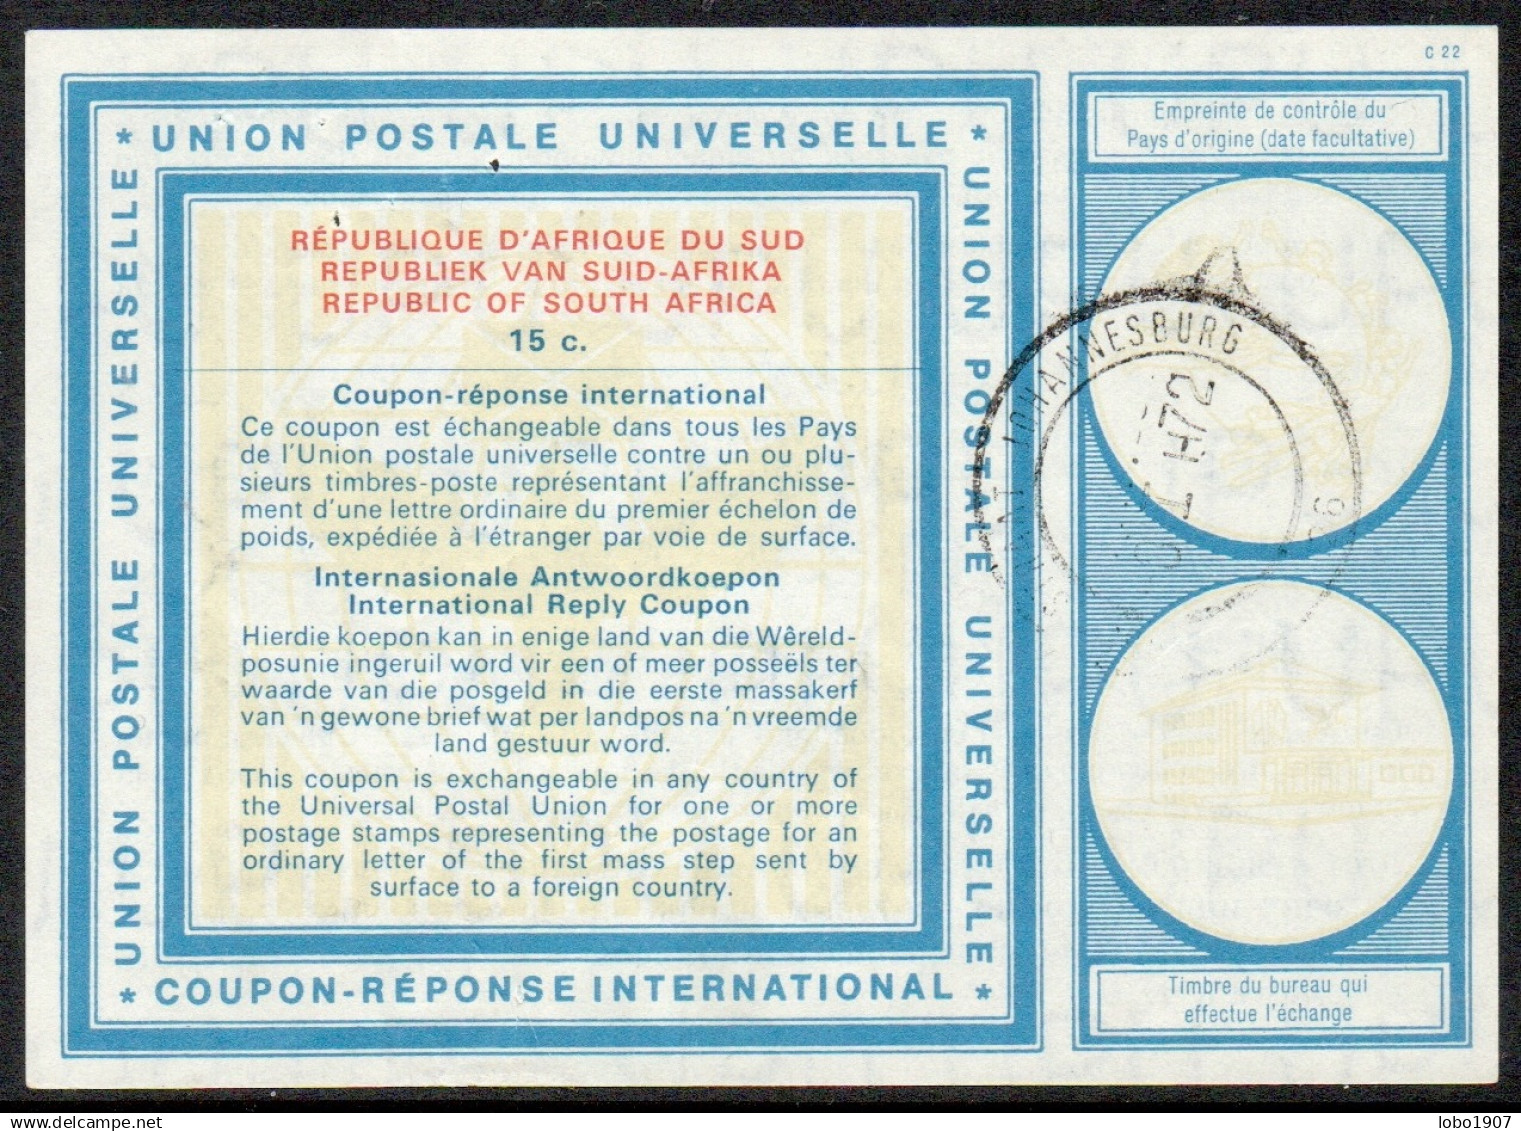 C 22
* UNION POSTALE UNIVERSELLE *
UNION POSTALE UNIVERSELLE
UNION POSTALE UNIVERSELLE
* COUPON-RÉPONSE INTERNATIONAL *
RÉPUBLIQUE D'AFRIQUE DU SUD
REPUBLIEK VAN SUID-AFRIKA
REPUBLIC OF SOUTH AFRICA
15 c.
Coupon-réponse international
Ce coupon est échangeable dans tous les Pays
de l'Union postale universelle contre un ou plu-
sieurs timbres-poste représentant l'affranchisse-
ment d'une lettre ordinaire du premier échelon de
poids, expédiée à l'étranger par voie de surface.
Internasionale Antwoordkoepon
International Reply Coupon
Hierdie koepon kan in enige land van die Wêreld-
posunie ingeruil word vir een of meer posseëls ter
waarde van die posgeld in die eerste massakerf
van 'n gewone brief wat per landpos na 'n vreemde
land gestuur word.
This coupon is exchangeable in any country of
the Universal Postal Union for one or more
postage stamps representing the postage for an
ordinary letter of the first mass step sent by
surface to a foreign country.
Empreinte de contrôle du
Pays d'origine (date facultative)
JOHANNESBURG
72
Timbre du bureau qui
effectue l'échange
lobo1907